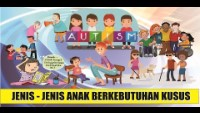 AUTISM
JENIS - JENIS ANAK BERKEBUTUHAN KUSUS